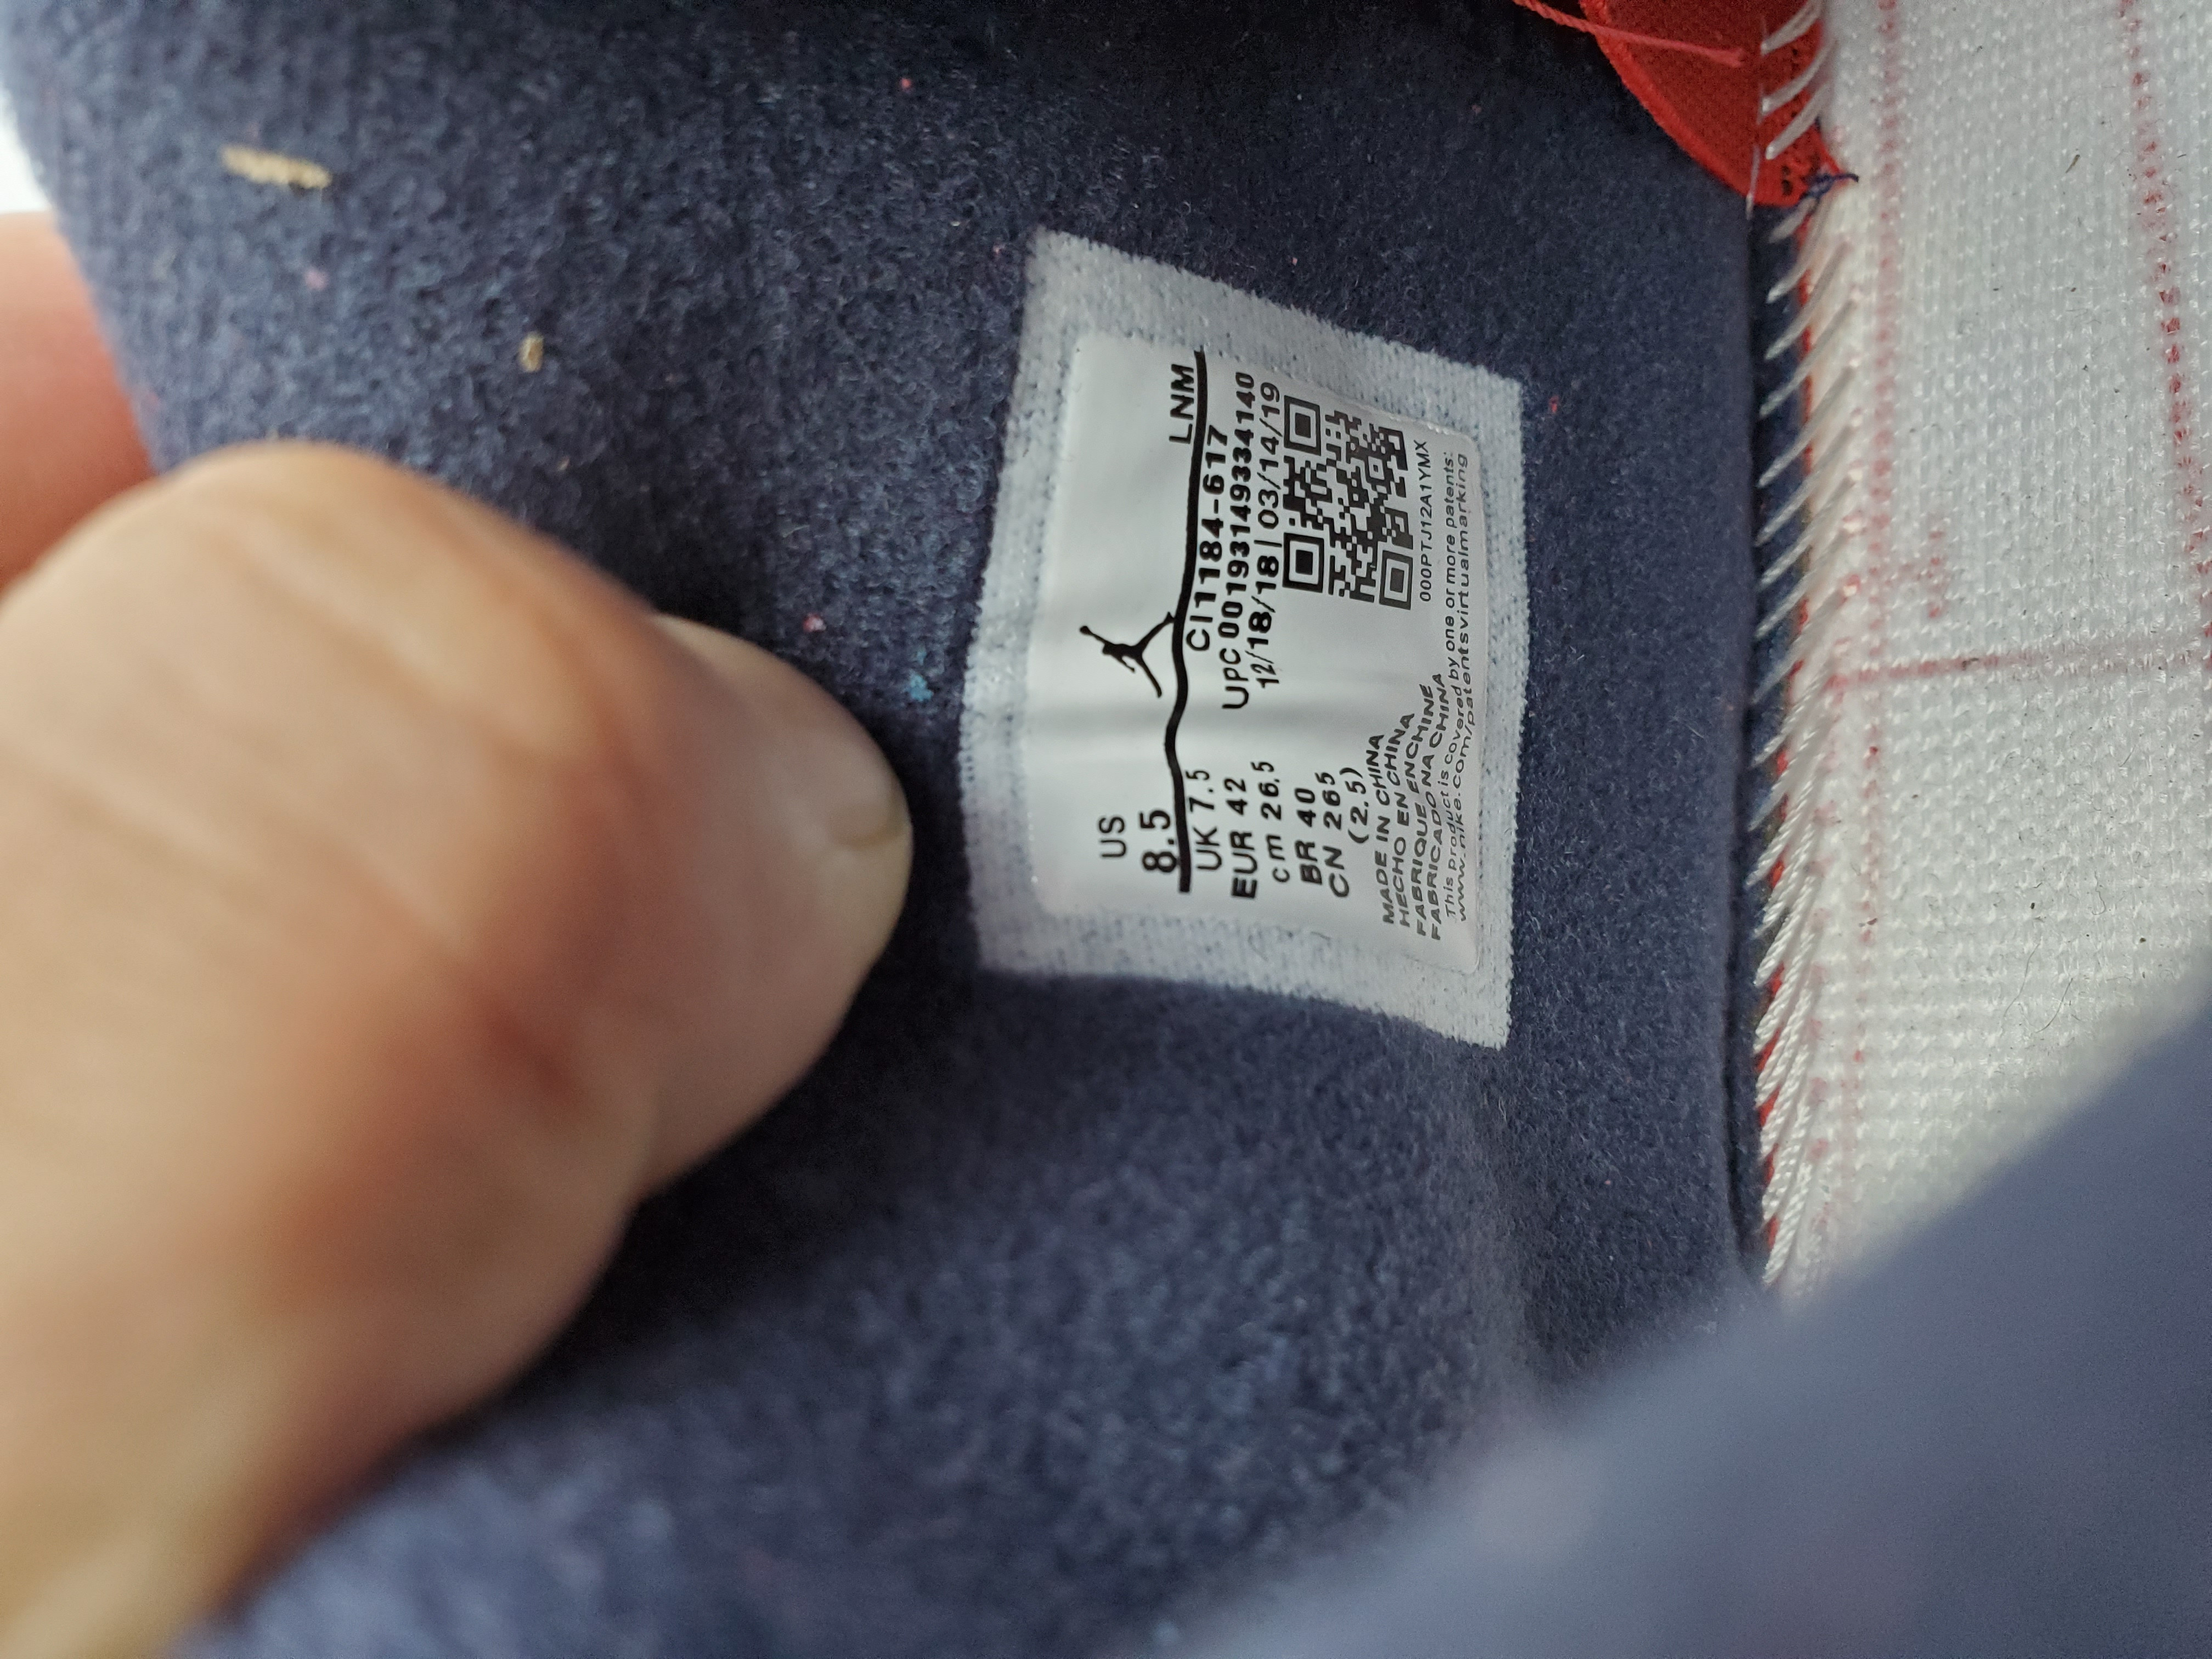 LNM
US
8.5
CI1184-617
UPC 00193149334140
12/18/18 | 03/14/19
UK 7.5
EUR 42
cm 26.5
BR 40
CN 265
(2.5)
000PTJ12A1YMX
MADE IN CHINA
HECHO EN CHINA
FABRIQUE EN CHINE
FABRICADO NA CHINA
This product is covered by one or more patents:
www.nike.com/patentsvirtualmarking